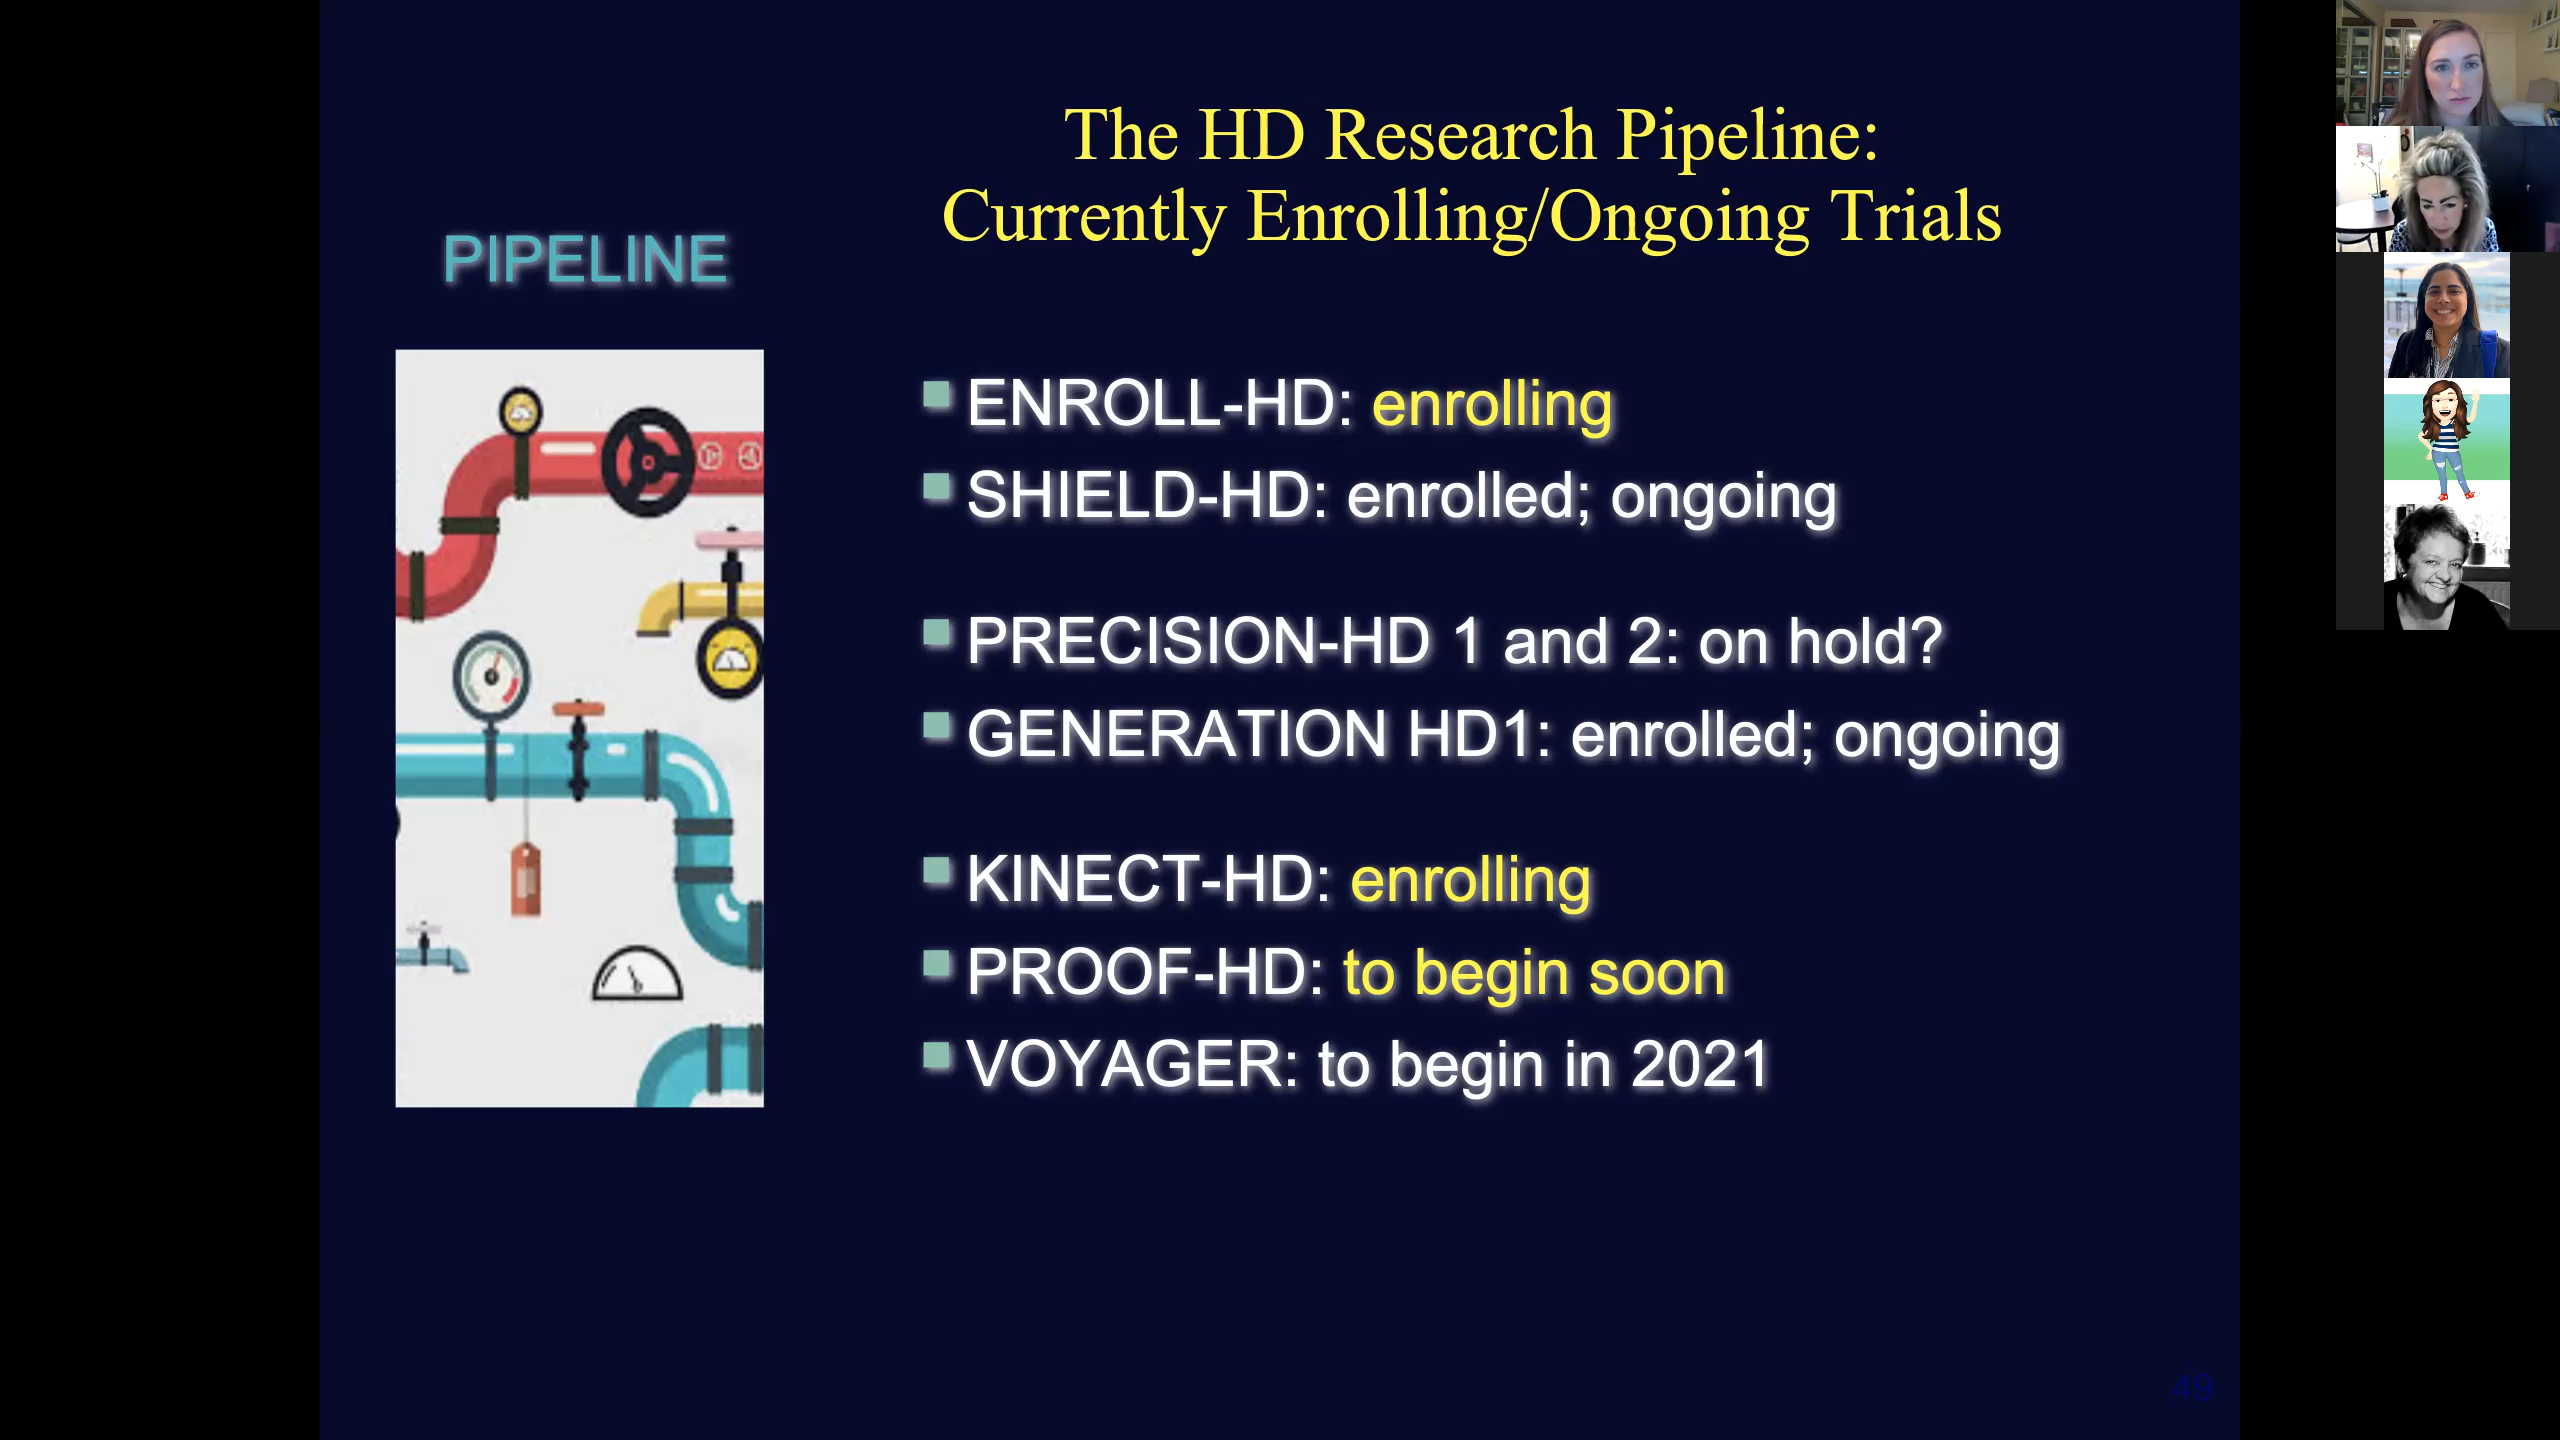 The HD Research Pipeline:
Currently Enrolling/Ongoing Trials
PIPELINE
ENROLL-HD: enrolling
SHIELD-HD: enrolled; ongoing
PRECISION-HD 1 and 2: on hold?
GENERATION HD1: enrolled; ongoing
KINECT-HD: enrolling
PROOF-HD: to begin soon
VOYAGER: to begin in 2021
49